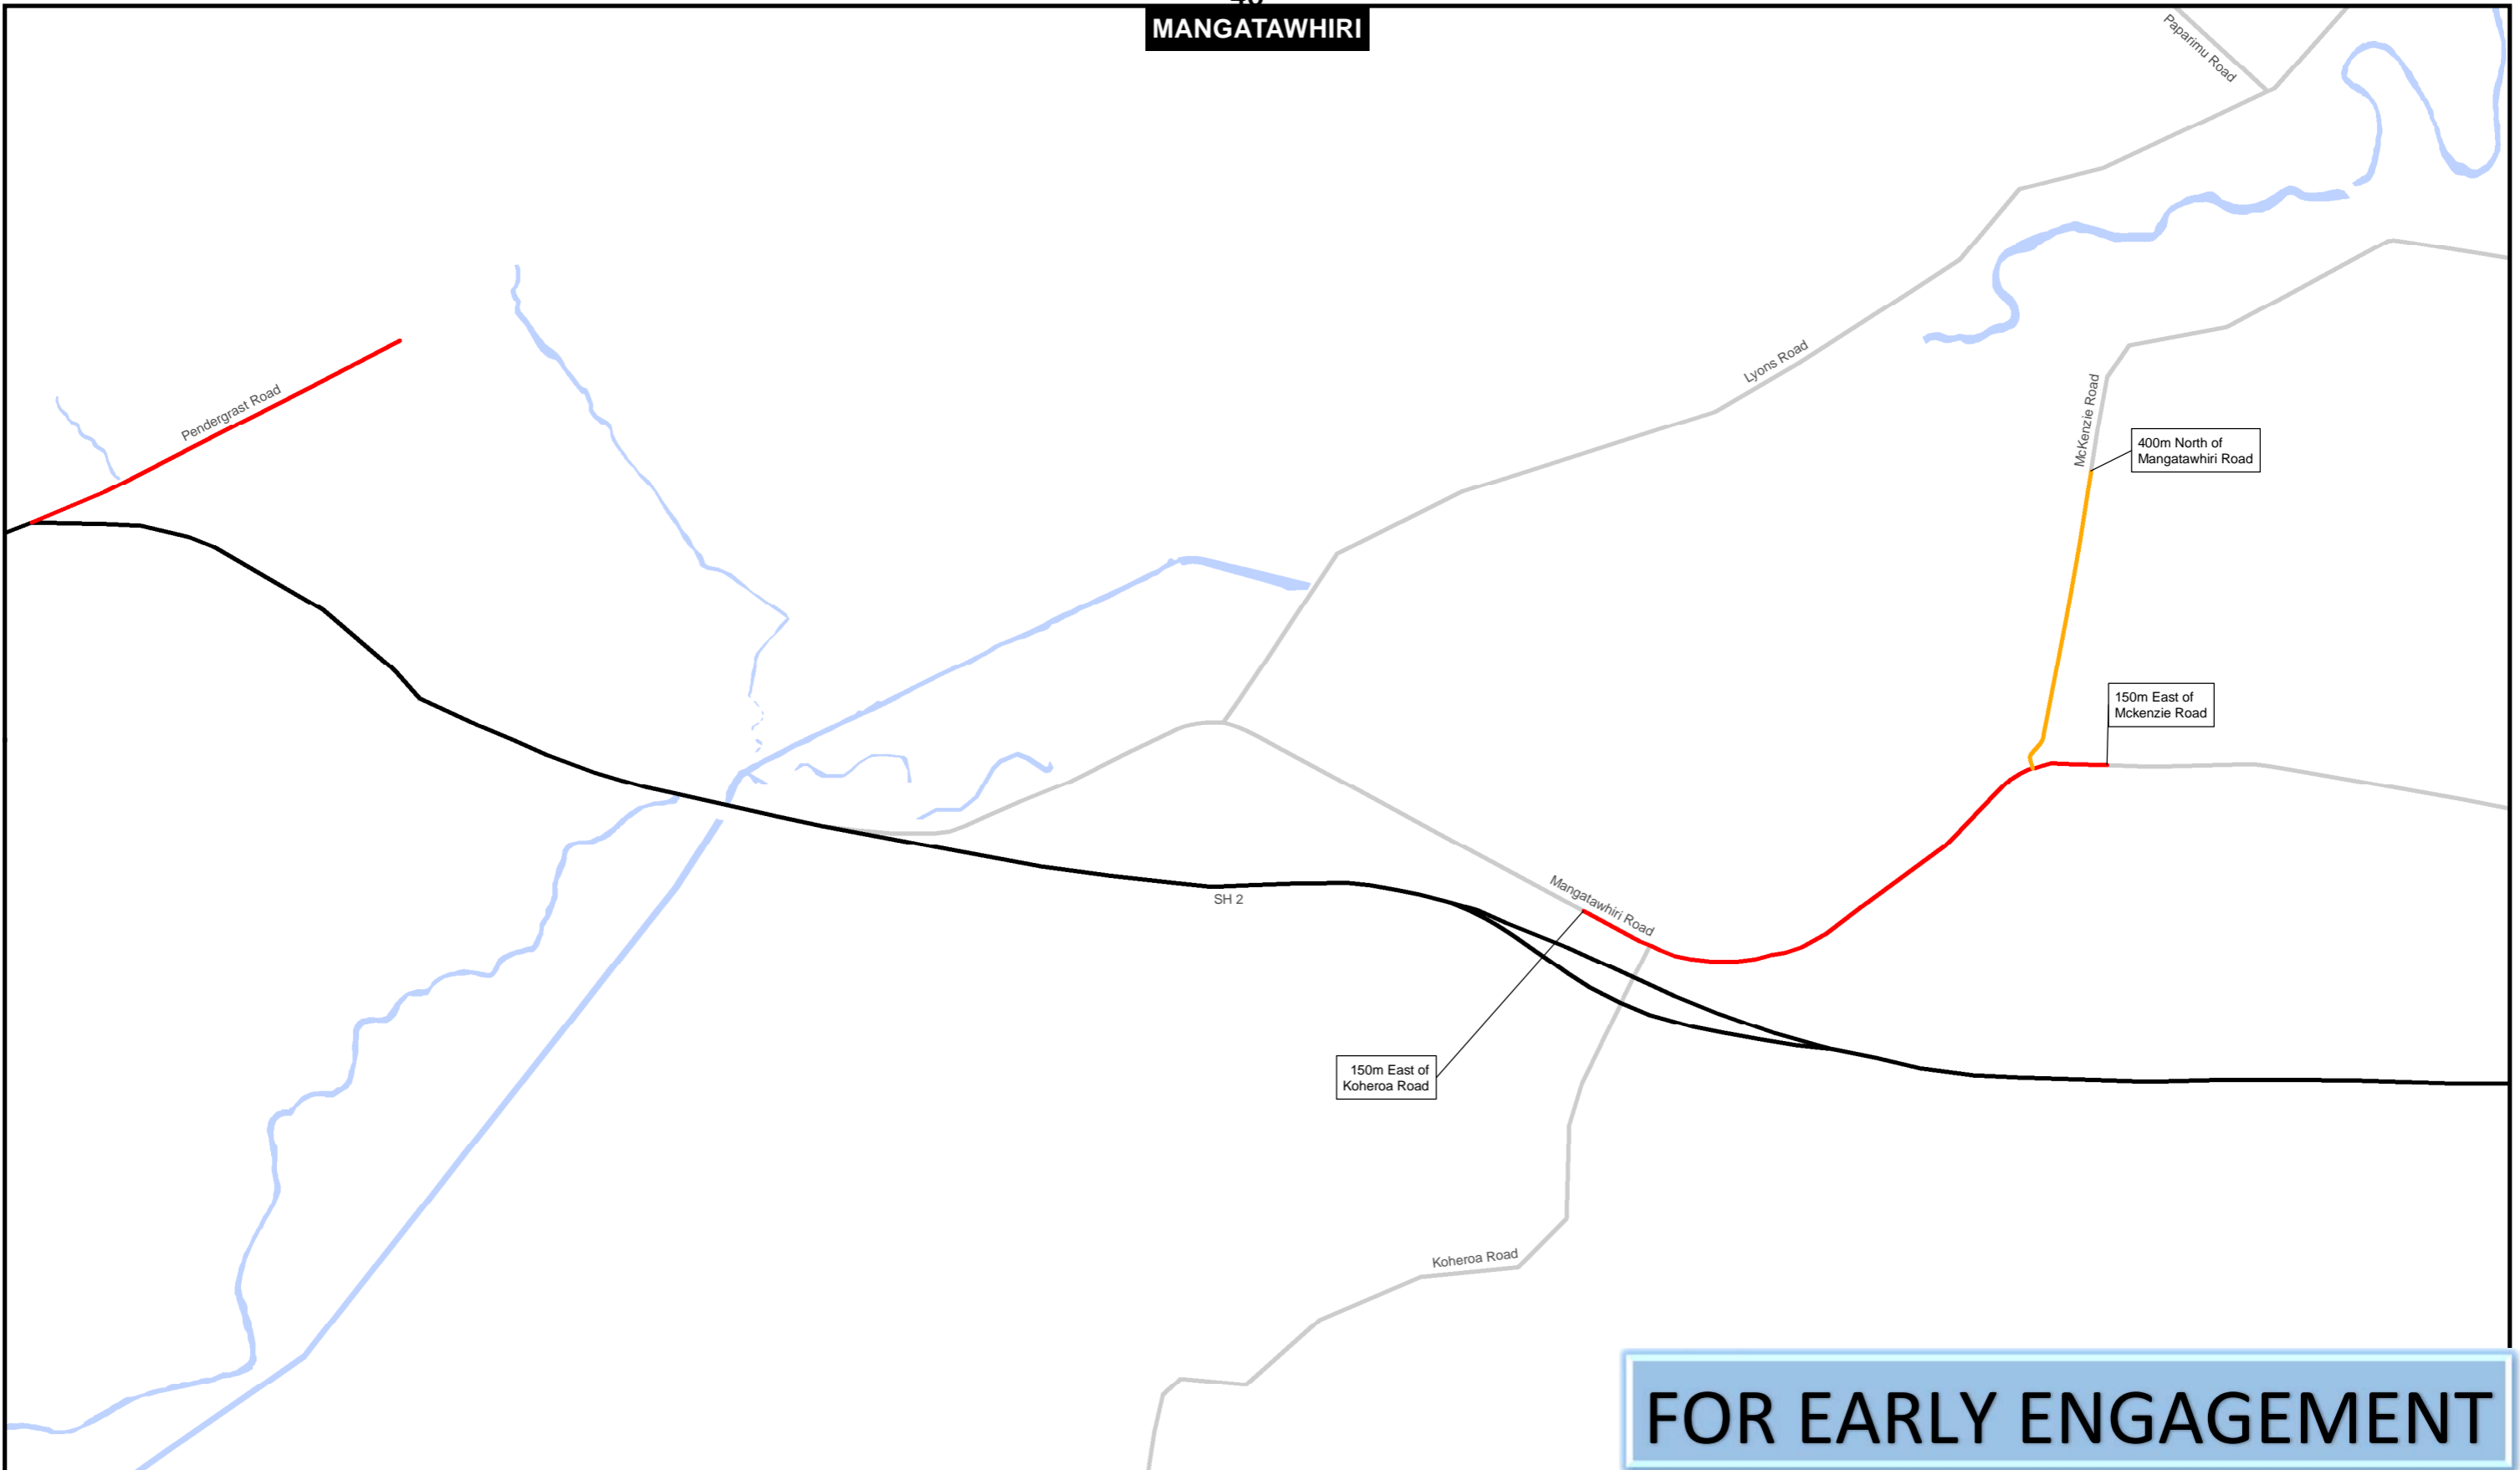 MANGATAWHIRI
Paparimu Road
Lyons Road
Pendergrast Road
McKenzie Road
400m North of
Mangatawhiri Road
150m East of
Mckenzie Road
Mangatawhiri Road
SH 2
150m East of
Koheroa Road
Koheroa Road
FOR EARLY ENGAGEMENT